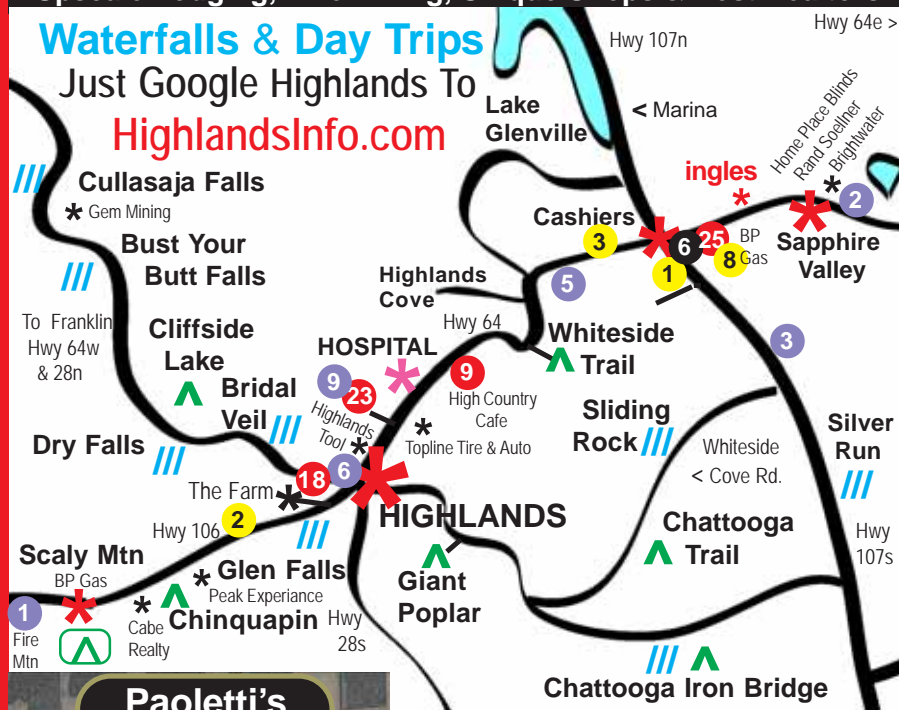 Waterfalls & Day Trips
Just Google Highlands To
HighlandsInfo.com
Hwy 107n
Hwy 64e >
Lake
Glenville
< Marina
Home Place Blinds
Rand Soellner
Brightwater
ingles
2
Cullasaja Falls
Gem Mining
Cashiers
3
6
25
BP
Gas
8
1
Sapphire
Valley
Bust Your
Butt Falls
Highlands
Cove
5
To Franklin
Hwy 64w
& 28n
Cliffside
Lake
Hwy 64
Whiteside
Trail
3
HOSPITAL
9
23
9
High Country
Cafe
Bridal
Veil
Highlands
Tool
Topline Tire & Auto
Sliding
Rock
Whiteside
< Cove Rd.
Silver
Run
Dry Falls
18
6
The Farm
HIGHLANDS
2
Hwy 106
Chattooga
Trail
Hwy
107s
Scaly Mtn
BP Gas
Glen Falls
Peak Experience
Giant
Poplar
1
Fire
Mtn
Cabe
Realty
Chinquapin
Hwy
28s
Chattooga Iron Bridge
Paoletti's